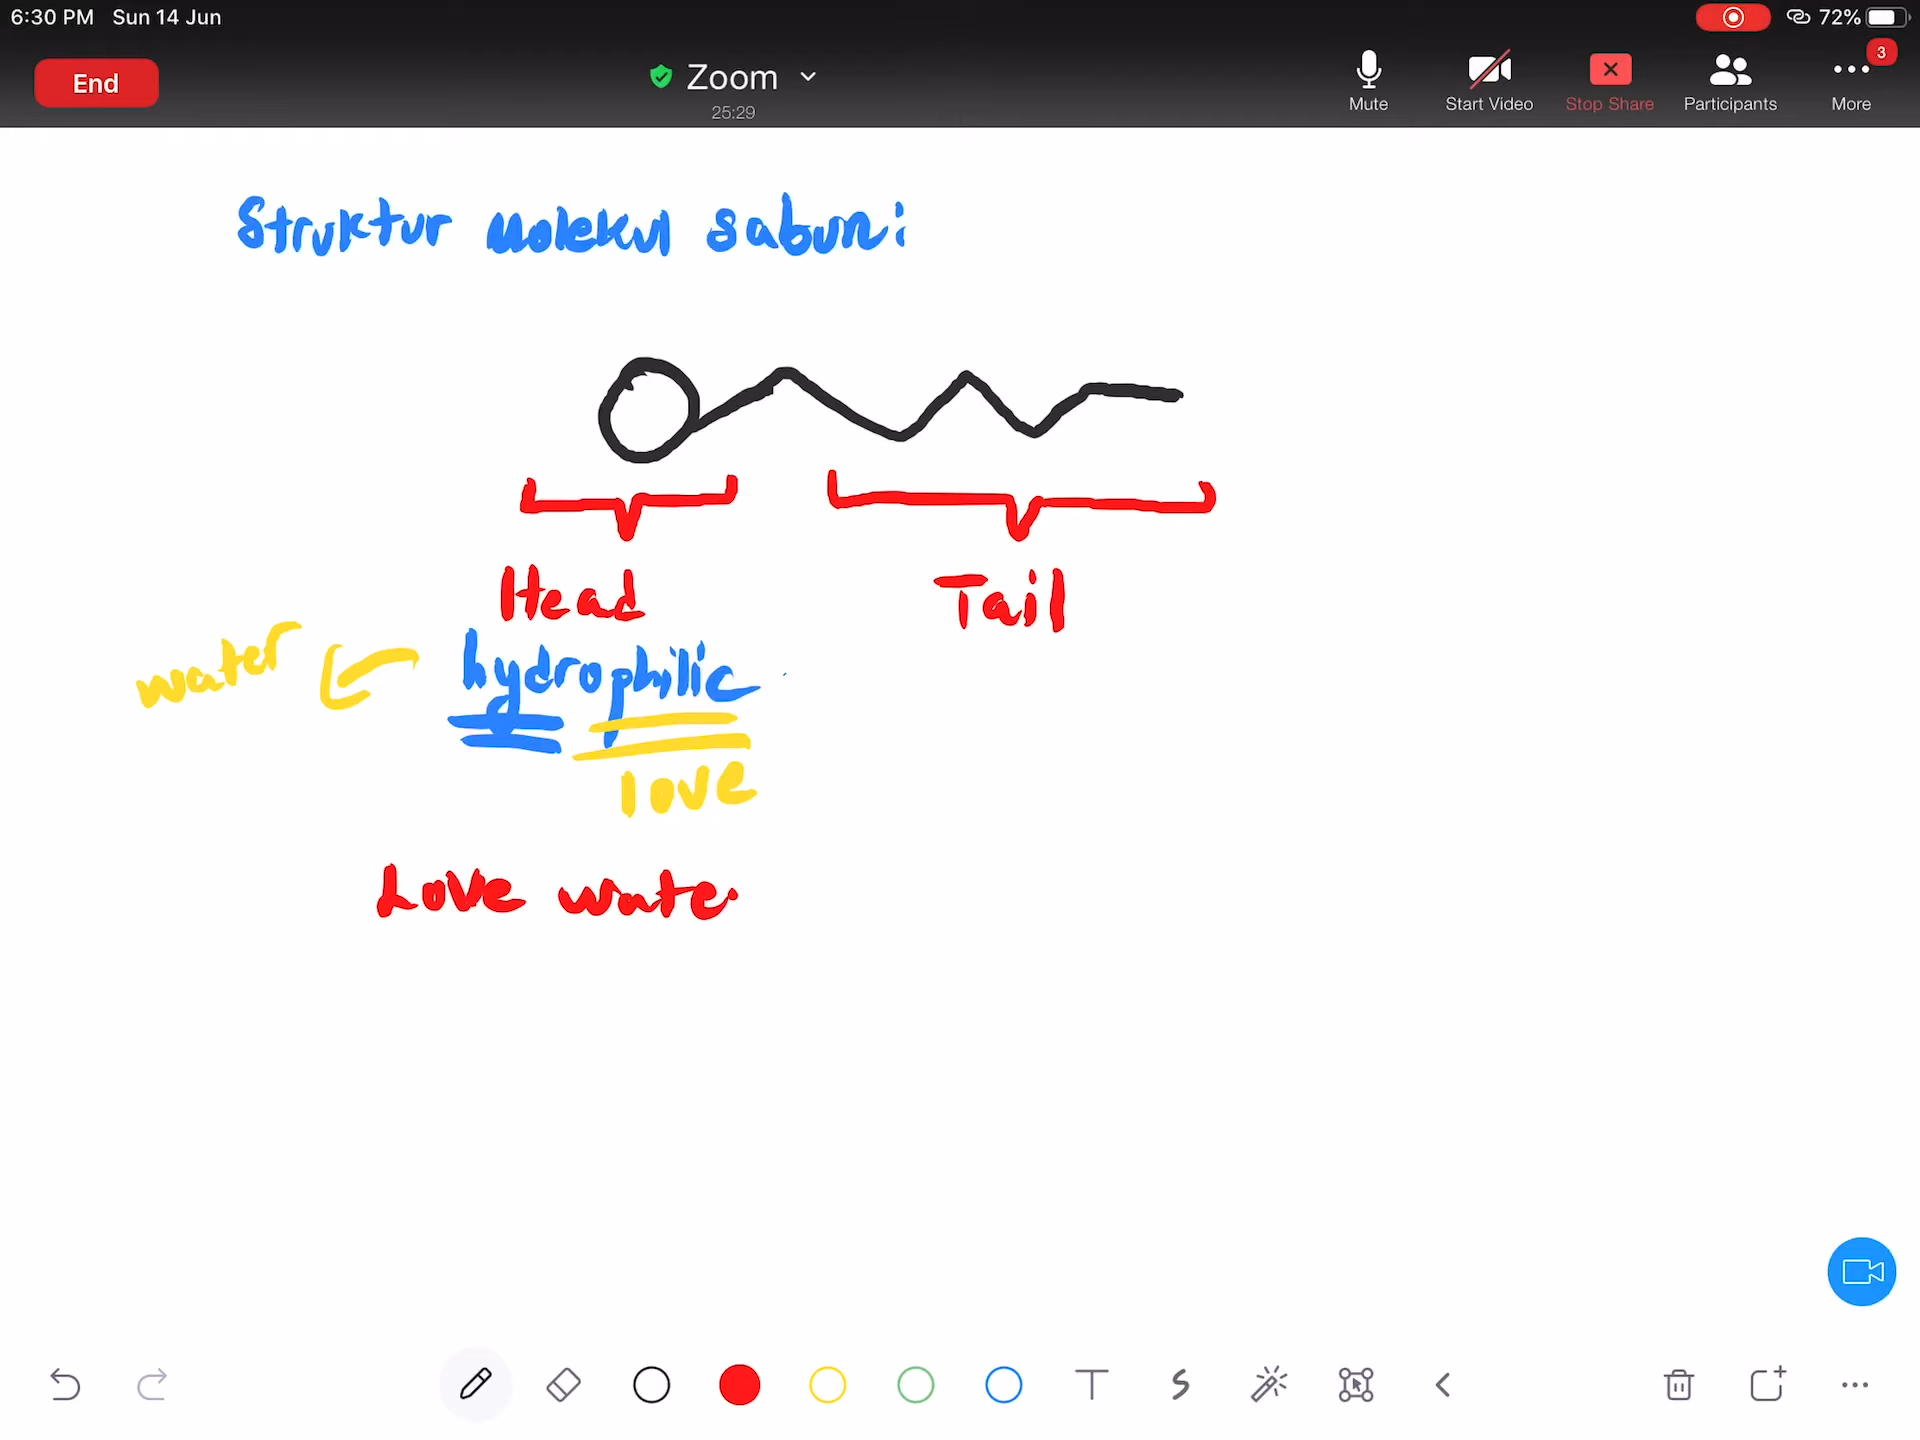 6:30 PM Sun 14 Jun
72%
End
Zoom
25:29
Mute
Start Video
Stop Share
Participants
More
3
Struktur Molekul sabun:
Head
Tail
water
hydrophilic
love
Love wate